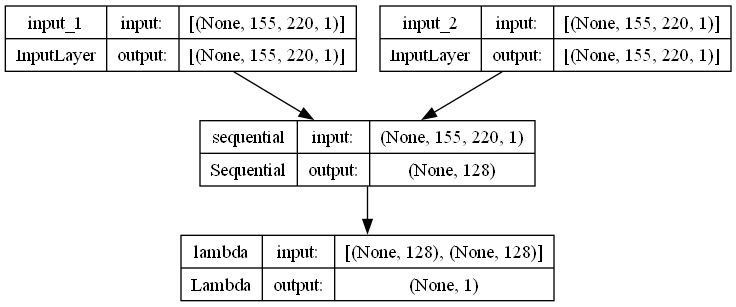 input_1 input: [(None, 155, 220, 1)]
InputLayer output: [(None, 155, 220, 1)]
input_2 input: [(None, 155, 220, 1)]
InputLayer output: [(None, 155, 220, 1)]
sequential input: (None, 155, 220, 1)
Sequential output: (None, 128)
lambda input: [(None, 128), (None, 128)]
Lambda output: (None, 1)